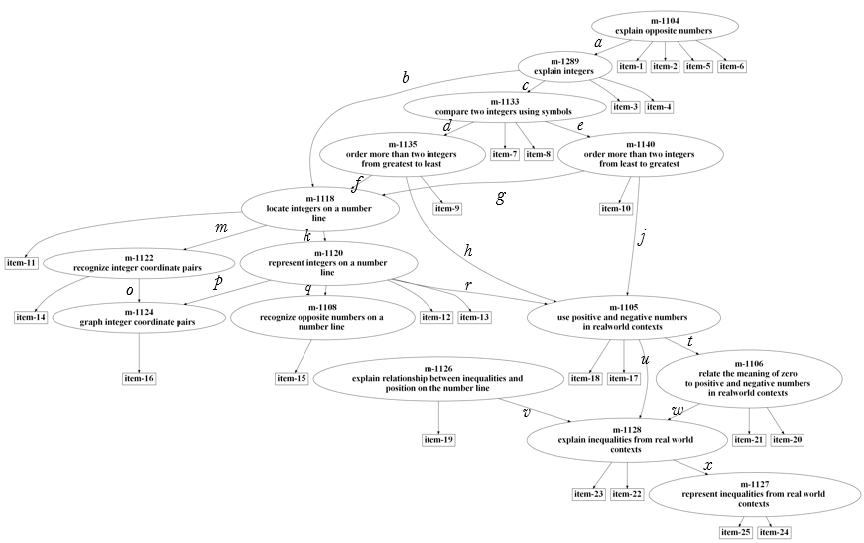 m-1104
explain opposite numbers
a
m-1289
explain integers
item-1 item-2 item-5 item-6
b
c
m-1133
compare two integers using symbols
item-3 item-4
d
e
m-1135
order more than two integers
from greatest to least
item-7 item-8
m-1140
order more than two integers
from least to greatest
f
g
m-1118
locate integers on a number
line
item-9
item-10
m
k
h
j
item-11
m-1122
recognize integer coordinate pairs
m-1120
represent integers on a number
line
o
p
q
r
item-14
m-1124
graph integer coordinate pairs
m-1108
recognize opposite numbers on a
number line
item-12 item-13
m-1105
use positive and negative numbers
in realworld contexts
t
u
item-16
item-15
m-1126
explain relationship between inequalities and
position on the number line
item-18 item-17
m-1106
relate the meaning of zero
to positive and negative numbers
in realworld contexts
v
w
item-19
m-1128
explain inequalities from real world
contexts
item-21 item-20
x
item-23 item-22
m-1127
represent inequalities from real world
contexts
item-25 item-24